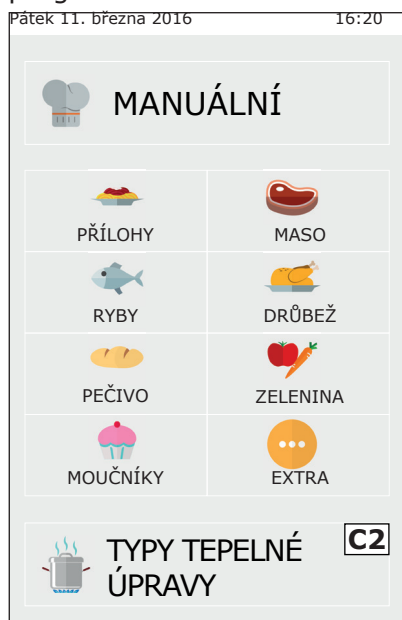 Pátek 11. března 2016 16:20
MANUÁLNÍ
PŘÍLOHY MASO
RYBY DRŮBEŽ
PEČIVO ZELENINA
MOUČNÍKY EXTRA
TYPY TEPELNÉ C2
ÚPRAVY